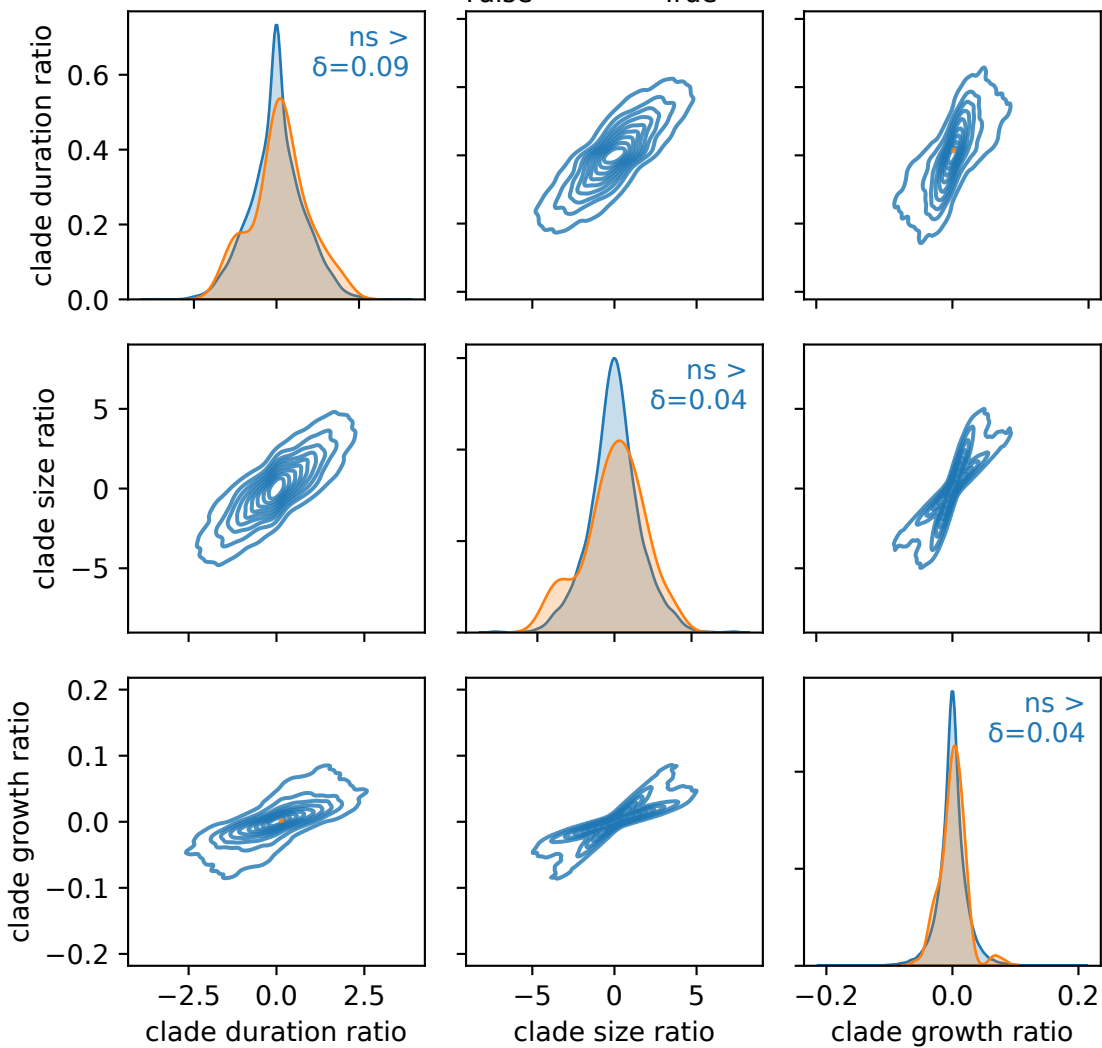 True
clade duration ratio
0.6
0.4
0.2
0.0
ns >
δ=0.09
clade size ratio
5
0
−5
ns >
δ=0.04
clade growth ratio
0.2
0.1
0.0
−0.1
−0.2
ns >
δ=0.04
−2.5
0.0
2.5
−5
0
5
−0.2
0.0
0.2
clade duration ratio
clade size ratio
clade growth ratio